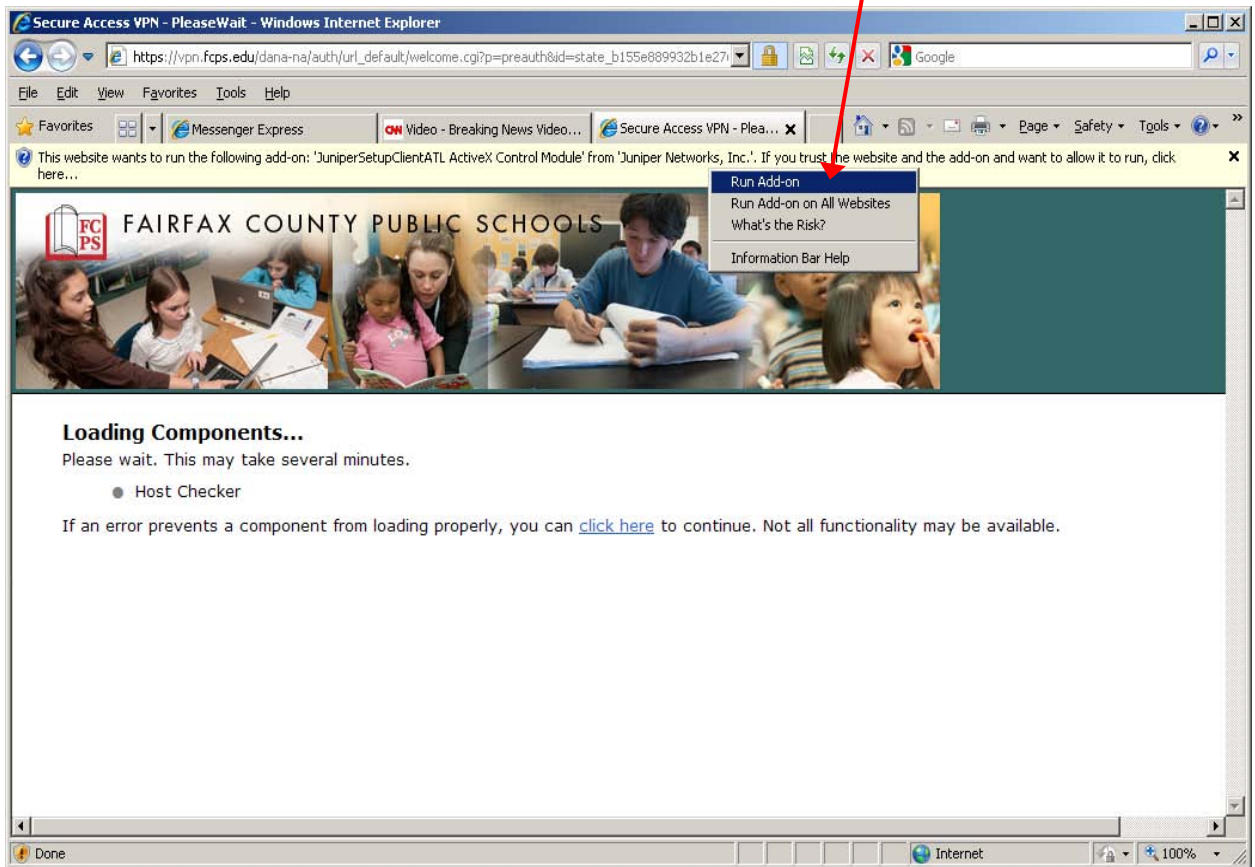 Secure Access VPN - PleaseWait - Windows Internet Explorer
https://vpn.fcps.edu/dana-na/auth/url_default/welcome.cgi?p=preauth&id=state_b155e889932b1e27
Google
File Edit View Favorites Tools Help
Favorites Messenger Express CNN Video - Breaking News Video... Secure Access VPN - Plea... Page Safety Tools
This website wants to run the following add-on: 'JuniperSetupClientATL ActiveX Control Module' from 'Juniper Networks, Inc.'. If you trust the website and the add-on and want to allow it to run, click
here...
Run Add-on
Run Add-on on All Websites
What's the Risk?
Information Bar Help
FC
PS
FAIRFAX COUNTY PUBLIC SCHOOLS
Loading Components...
Please wait. This may take several minutes.
Host Checker
If an error prevents a component from loading properly, you can click here to continue. Not all functionality may be available.
Done Internet 100%